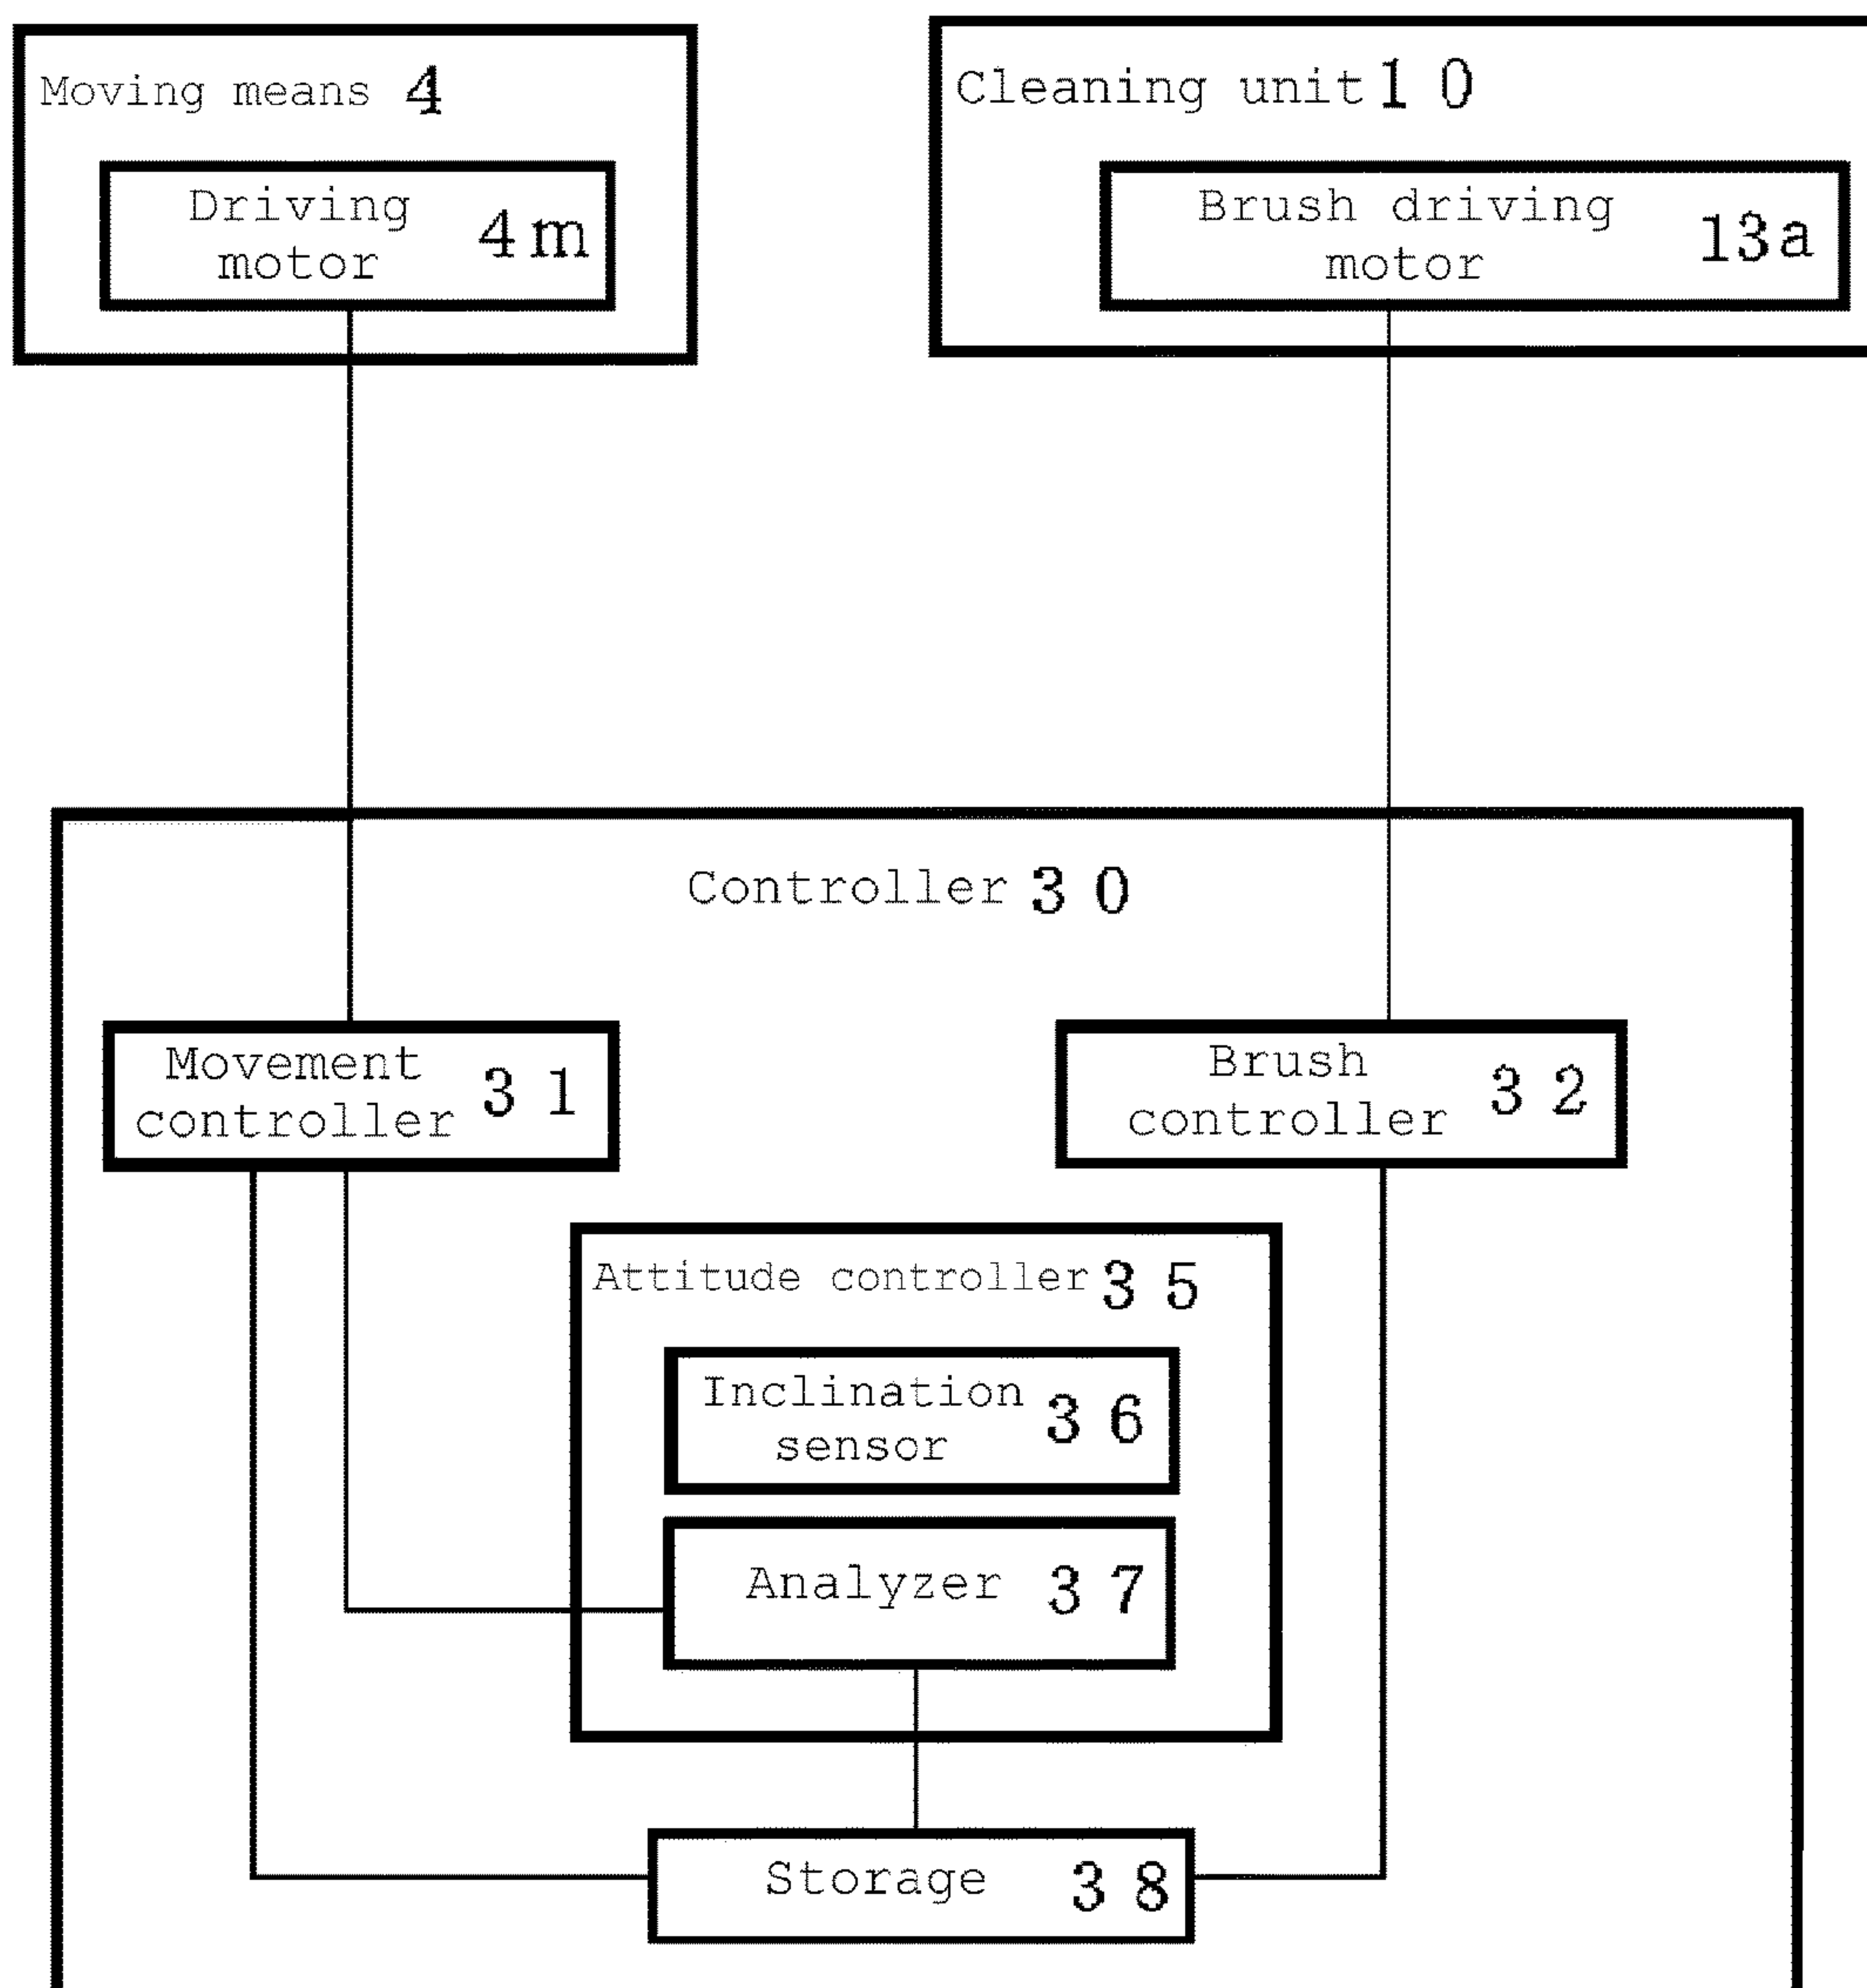 Moving means 4
Driving
motor 4m
Cleaning unit 10
Brush driving
motor 13a
Controller 30
Movement
controller 31
Brush
controller 32
Attitude controller 35
Inclination
sensor 36
Analyzer 37
Storage 38